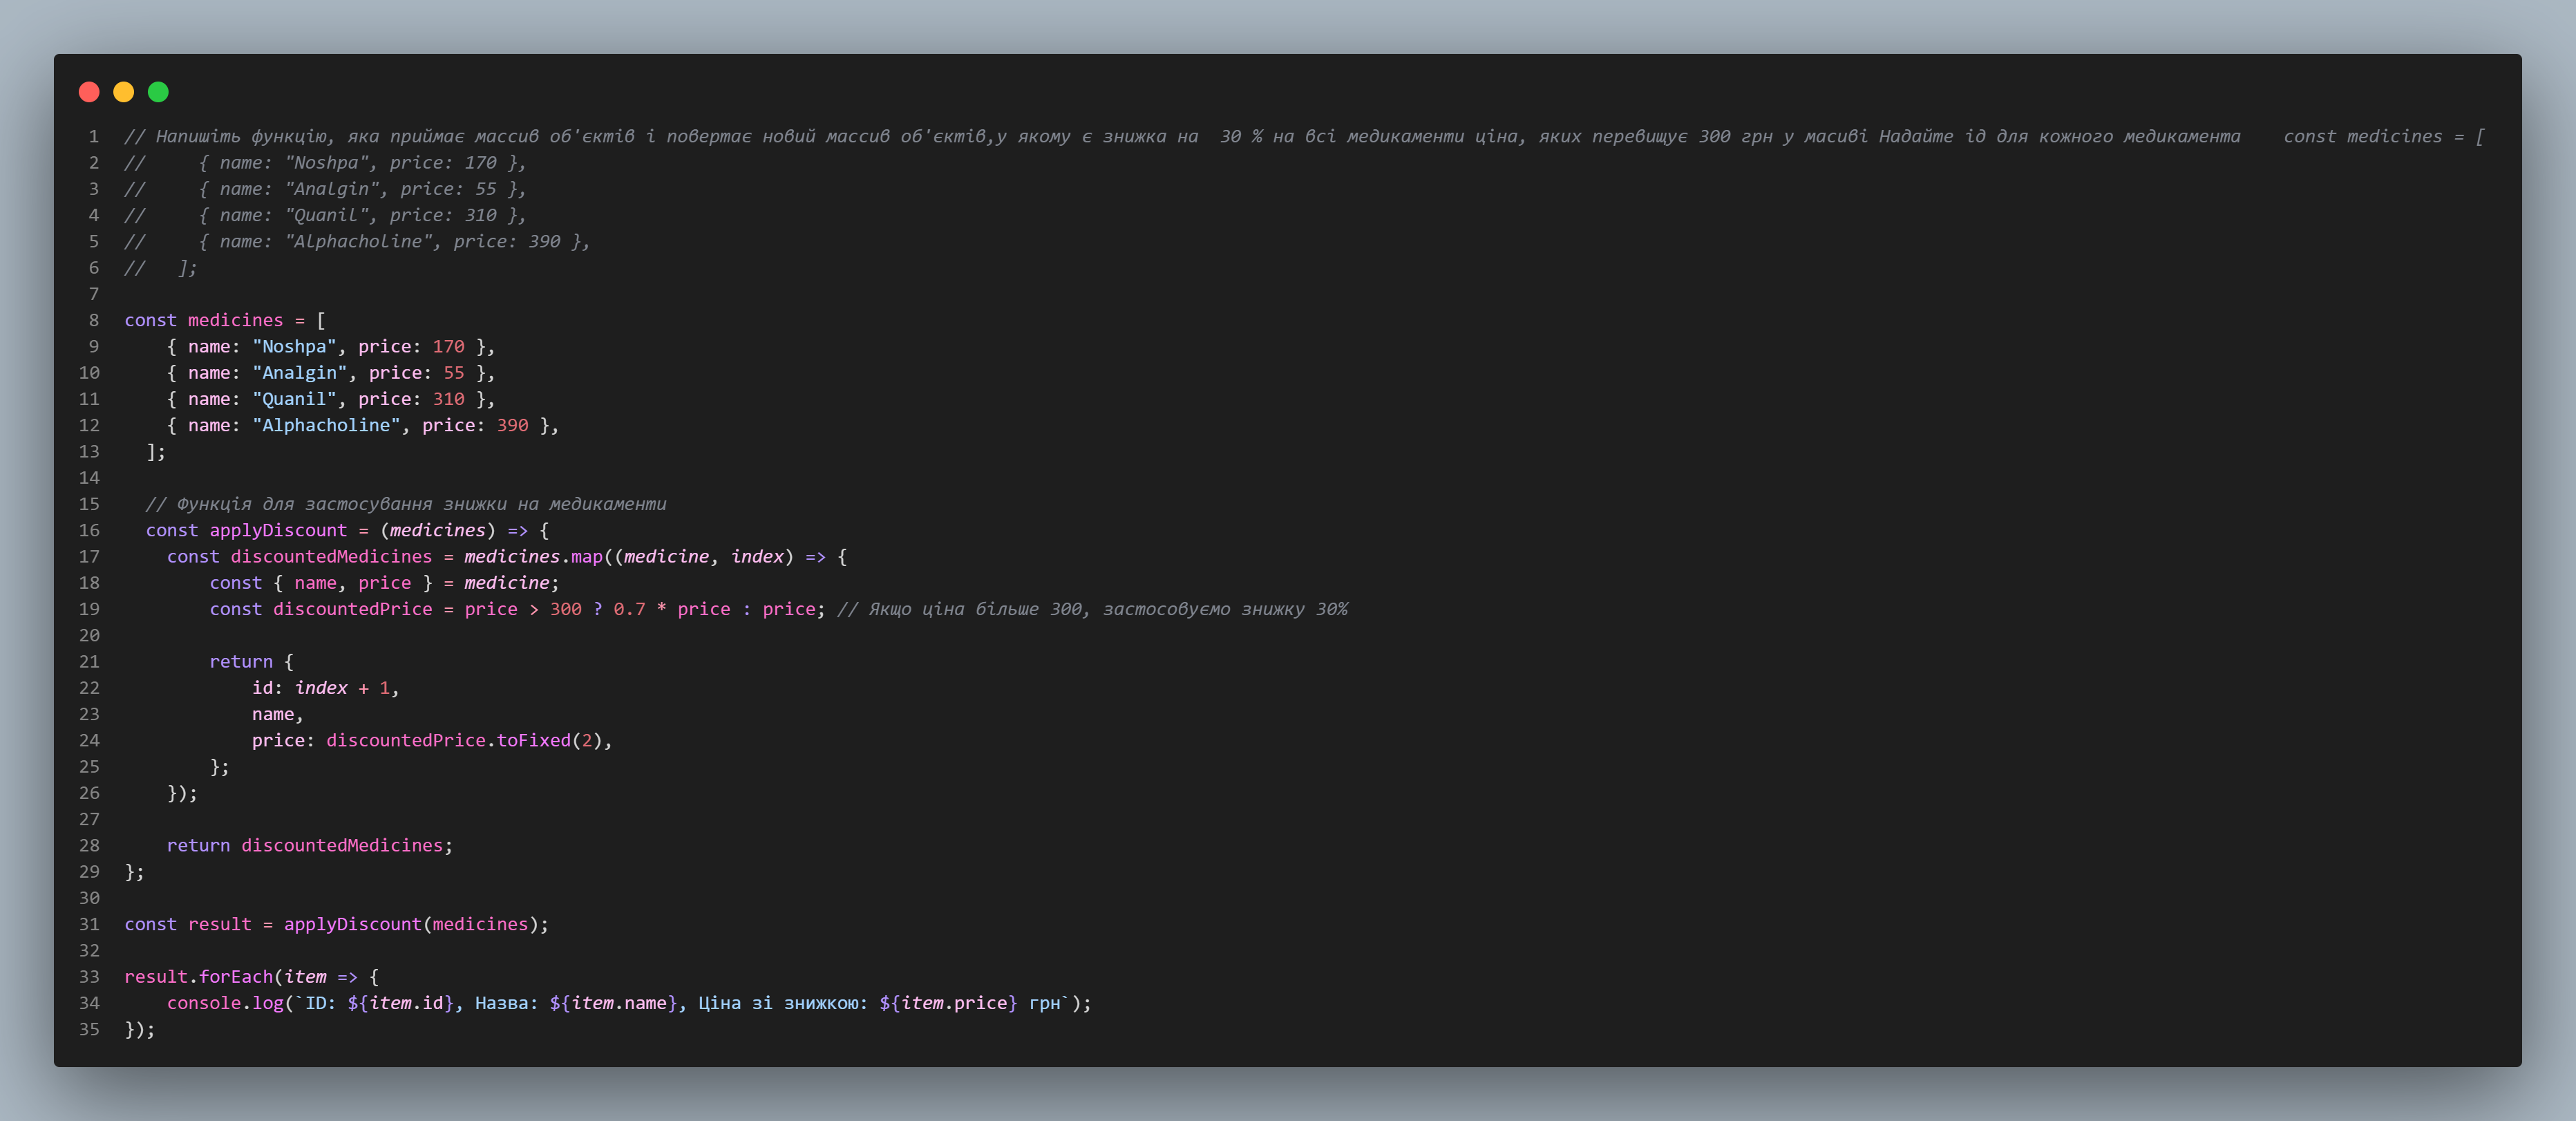 1 // Напишіть функцію, яка приймає массив об'єктів і повертає новий массив об'єктів,у якому є знижка на  30 % на всі медикаменти ціна, яких перевищує 300 грн у масиві Надайте ід для кожного медикамента    const medicines = [
2 //     { name: "Noshpa", price: 170 },
3 //     { name: "Analgin", price: 55 },
4 //     { name: "Quanil", price: 310 },
5 //     { name: "Alphacholine", price: 390 },
6 //   ];
7
8 const medicines = [
9     { name: "Noshpa", price: 170 },
10     { name: "Analgin", price: 55 },
11     { name: "Quanil", price: 310 },
12     { name: "Alphacholine", price: 390 },
13   ];
14
15   // Функція для застосування знижки на медикаменти
16   const applyDiscount = (medicines) => {
17     const discountedMedicines = medicines.map((medicine, index) => {
18         const { name, price } = medicine;
19         const discountedPrice = price > 300 ? 0.7 * price : price; // Якщо ціна більше 300, застосовуємо знижку 30%
20
21         return {
22             id: index + 1,
23             name,
24             price: discountedPrice.toFixed(2),
25         };
26     });
27
28     return discountedMedicines;
29 };
30
31 const result = applyDiscount(medicines);
32
33 result.forEach(item => {
34     console.log(`ID: ${item.id}, Назва: ${item.name}, Ціна зі знижкою: ${item.price} грн`);
35 });